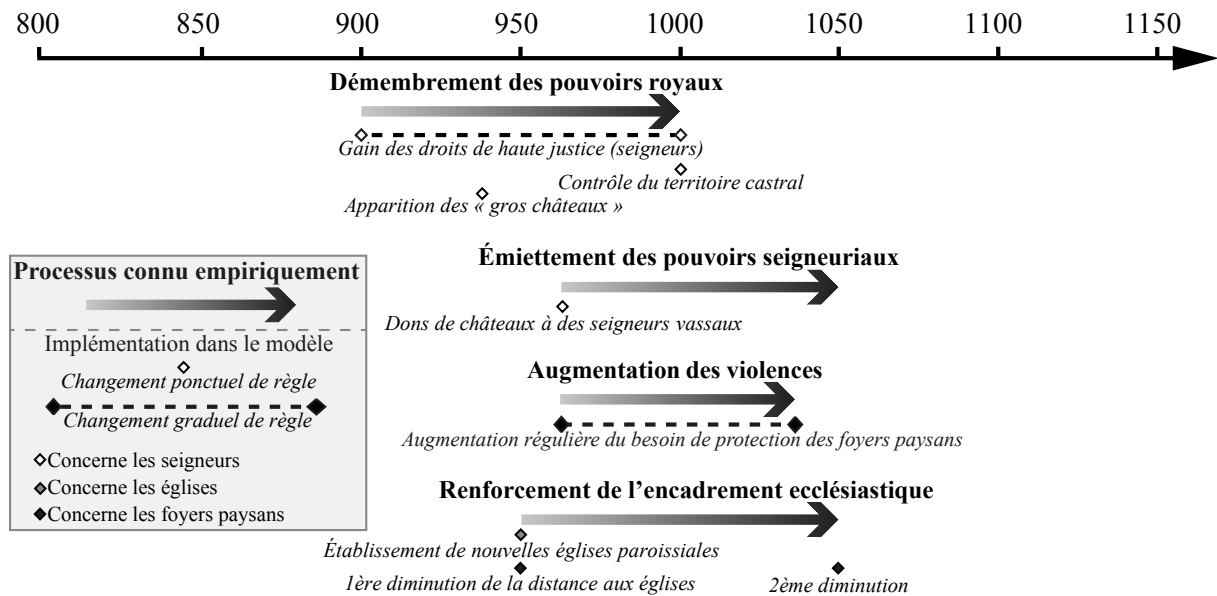 800 850 900 950 1000 1050 1100 1150
Démembrement des pouvoirs royaux
Gain des droits de haute justice (seigneurs)
Contrôle du territoire castral
Apparition des « gros châteaux »
Émiettement des pouvoirs seigneuriaux
Dons de châteaux à des seigneurs vassaux
Augmentation des violences
Augmentation régulière du besoin de protection des foyers paysans
Renforcement de l’encadrement ecclésiastique
Établissement de nouvelles églises paroissiales
1ère diminution de la distance aux églises
2ème diminution
Processus connu empiriquement
Implémentation dans le modèle
Changement ponctuel de règle
Changement graduel de règle
Concerne les seigneurs
Concerne les églises
Concerne les foyers paysans